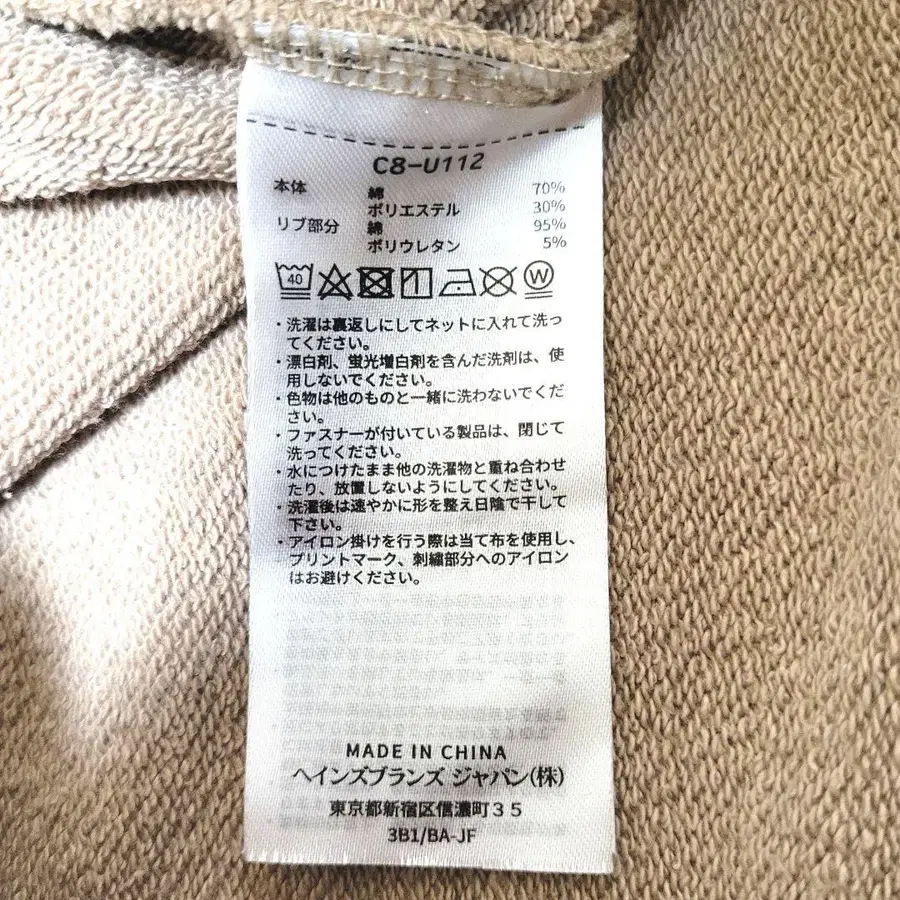 C8-U112
本体 綿 70%
ポリエステル 30%
リブ部分 綿 95%
ポリウレタン 5%
40 W
・洗濯は裏返しにしてネットに入れて洗っ
てください。
・漂白剤、蛍光増白剤を含んだ洗剤は、使
用しないでください。
・色物は他のものと一緒に洗わないでくだ
さい。
・ファスナーが付いている製品は、閉じて
洗ってください。
・水につけたまま他の洗濯物と重ね合わせ
たり、放置しないようにしてください。
・洗濯後は速やかに形を整え日陰で干して
下さい。
・アイロン掛けを行う際は当て布を使用し、
プリントマーク、刺繍部分へのアイロン
はお避けください。
MADE IN CHINA
ヘインズブランズ ジャパン(株)
東京都新宿区信濃町35
3B1/BA-JF